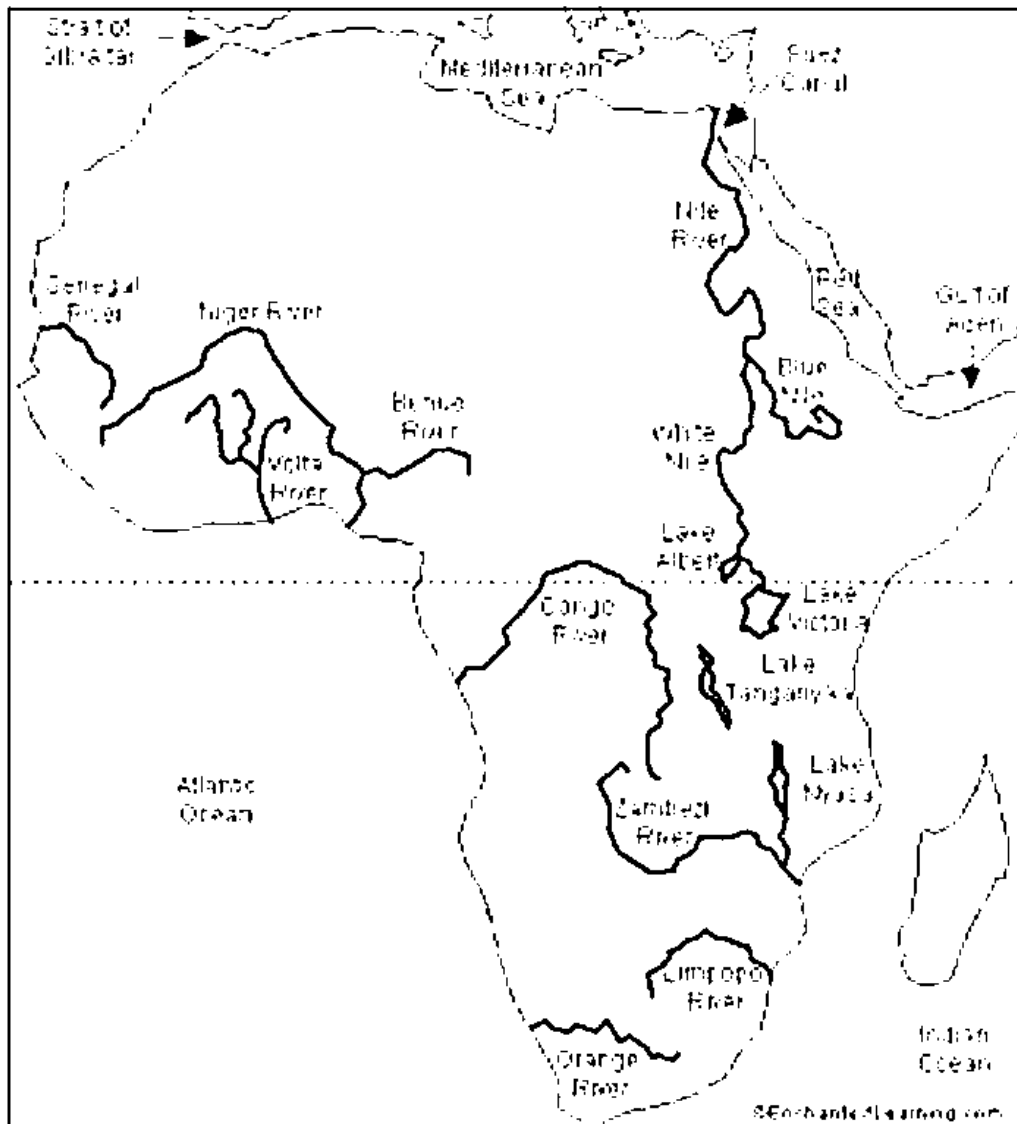 Strait of
Gibraltar
Mediterranean
Sea
Suez
Canal
Nile
River
Red
Sea
Gulf of
Aden
Senegal
River
Niger River
Benue
River
Volta
River
Blue
Nile
White
Nile
Lake
Albert
Lake
Victoria
Congo
River
Lake
Tanganyika
Atlantic
Ocean
Lake
Nyasa
Zambezi
River
Limpopo
River
Orange
River
Indian
Ocean
©EnchantedLearning.com